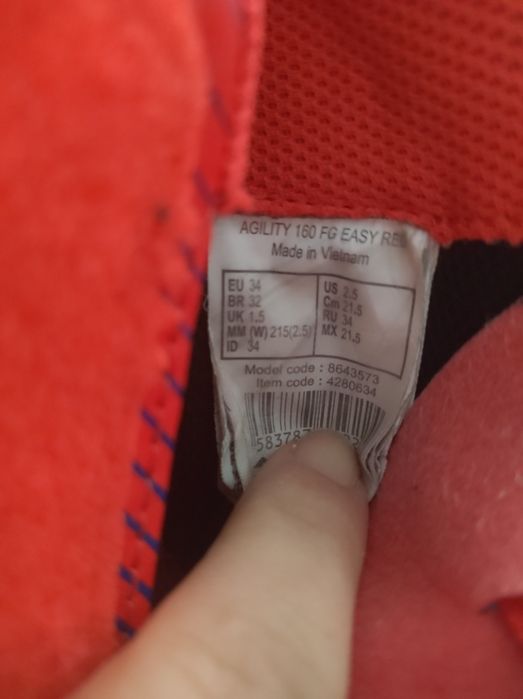 AGILITY 160 FG EASY RED
Made in Vietnam
EU 34 US 2.5
BR 32 Cm 21.5
UK 1.5 RU 34
MM (W) 215(2.5) MX 21.5
ID 34
Model code : 8643573
Item code : 4280634